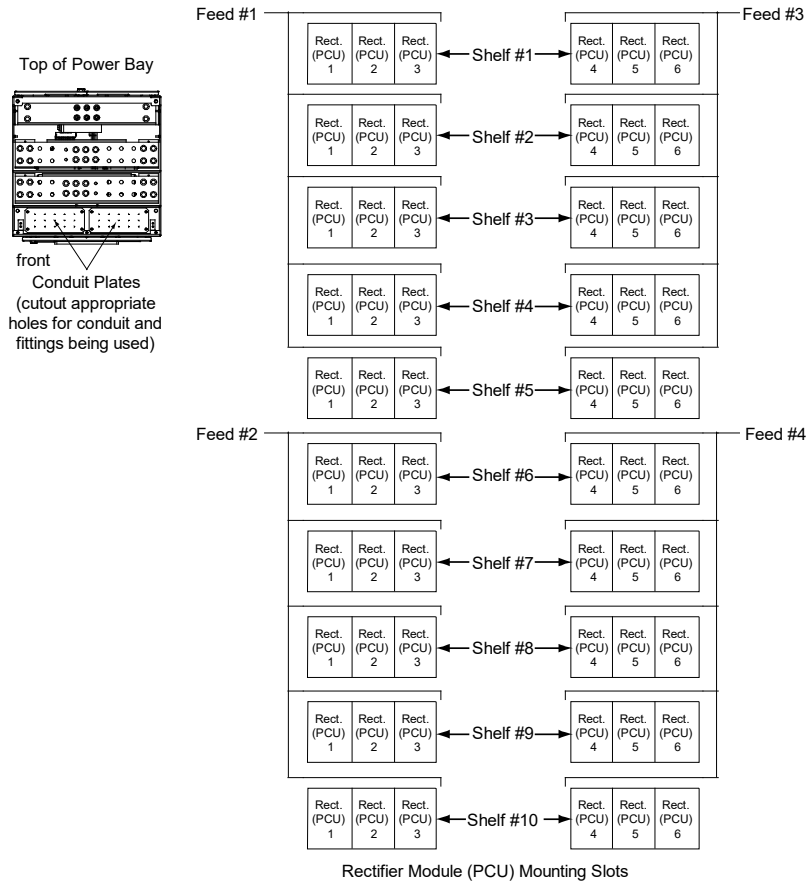 Feed #1
Feed #3
Top of Power Bay
front
Conduit Plates
(cutout appropriate
holes for conduit and
fittings being used)
Rect. Rect. Rect. Rect. Rect. Rect.
(PCU) (PCU) (PCU) Shelf #1 (PCU) (PCU) (PCU)
1 2 3 4 5 6
Rect. Rect. Rect. Rect. Rect. Rect.
(PCU) (PCU) (PCU) Shelf #2 (PCU) (PCU) (PCU)
1 2 3 4 5 6
Rect. Rect. Rect. Rect. Rect. Rect.
(PCU) (PCU) (PCU) Shelf #3 (PCU) (PCU) (PCU)
1 2 3 4 5 6
Rect. Rect. Rect. Rect. Rect. Rect.
(PCU) (PCU) (PCU) Shelf #4 (PCU) (PCU) (PCU)
1 2 3 4 5 6
Rect. Rect. Rect. Rect. Rect. Rect.
(PCU) (PCU) (PCU) Shelf #5 (PCU) (PCU) (PCU)
1 2 3 4 5 6
Feed #2
Feed #4
Rect. Rect. Rect. Rect. Rect. Rect.
(PCU) (PCU) (PCU) Shelf #6 (PCU) (PCU) (PCU)
1 2 3 4 5 6
Rect. Rect. Rect. Rect. Rect. Rect.
(PCU) (PCU) (PCU) Shelf #7 (PCU) (PCU) (PCU)
1 2 3 4 5 6
Rect. Rect. Rect. Rect. Rect. Rect.
(PCU) (PCU) (PCU) Shelf #8 (PCU) (PCU) (PCU)
1 2 3 4 5 6
Rect. Rect. Rect. Rect. Rect. Rect.
(PCU) (PCU) (PCU) Shelf #9 (PCU) (PCU) (PCU)
1 2 3 4 5 6
Rect. Rect. Rect. Rect. Rect. Rect.
(PCU) (PCU) (PCU) Shelf #10 (PCU) (PCU) (PCU)
1 2 3 4 5 6
Rectifier Module (PCU) Mounting Slots